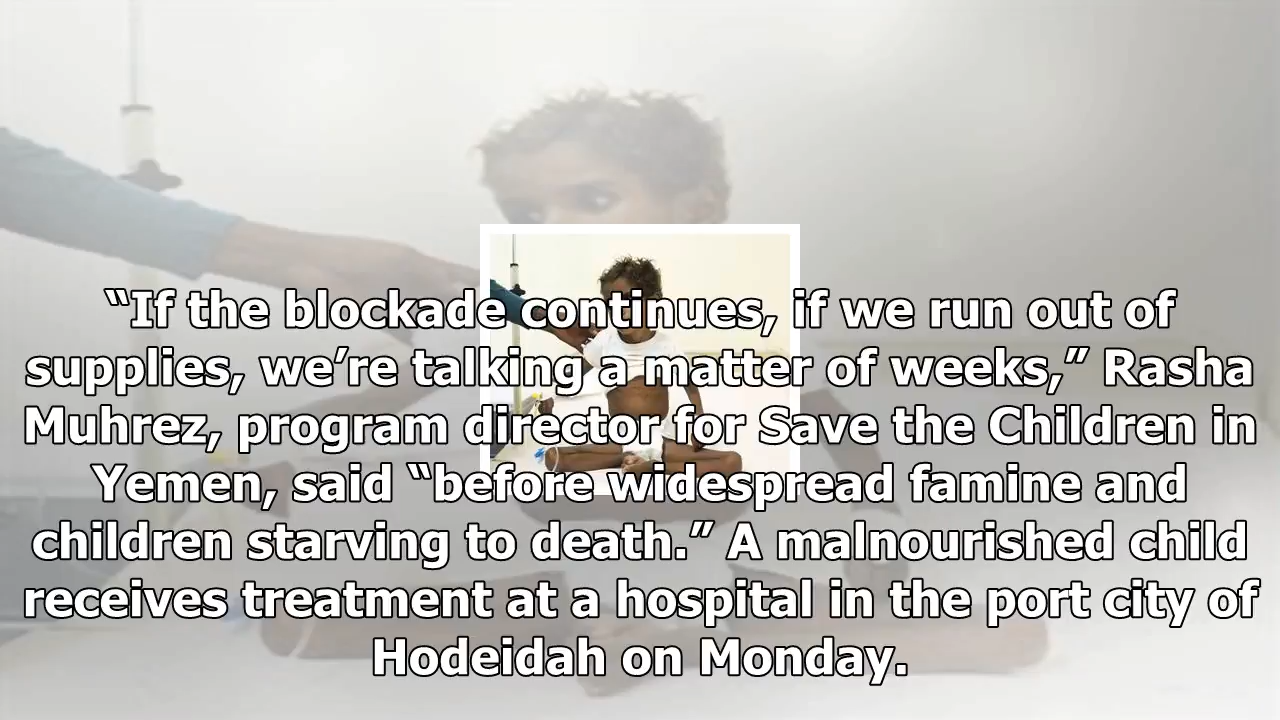 “If the blockade continues, if we run out of
supplies, we’re talking a matter of weeks,” Rasha
Muhrez, program director for Save the Children in
Yemen, said “before widespread famine and
children starving to death.” A malnourished child
receives treatment at a hospital in the port city of
Hodeidah on Monday.